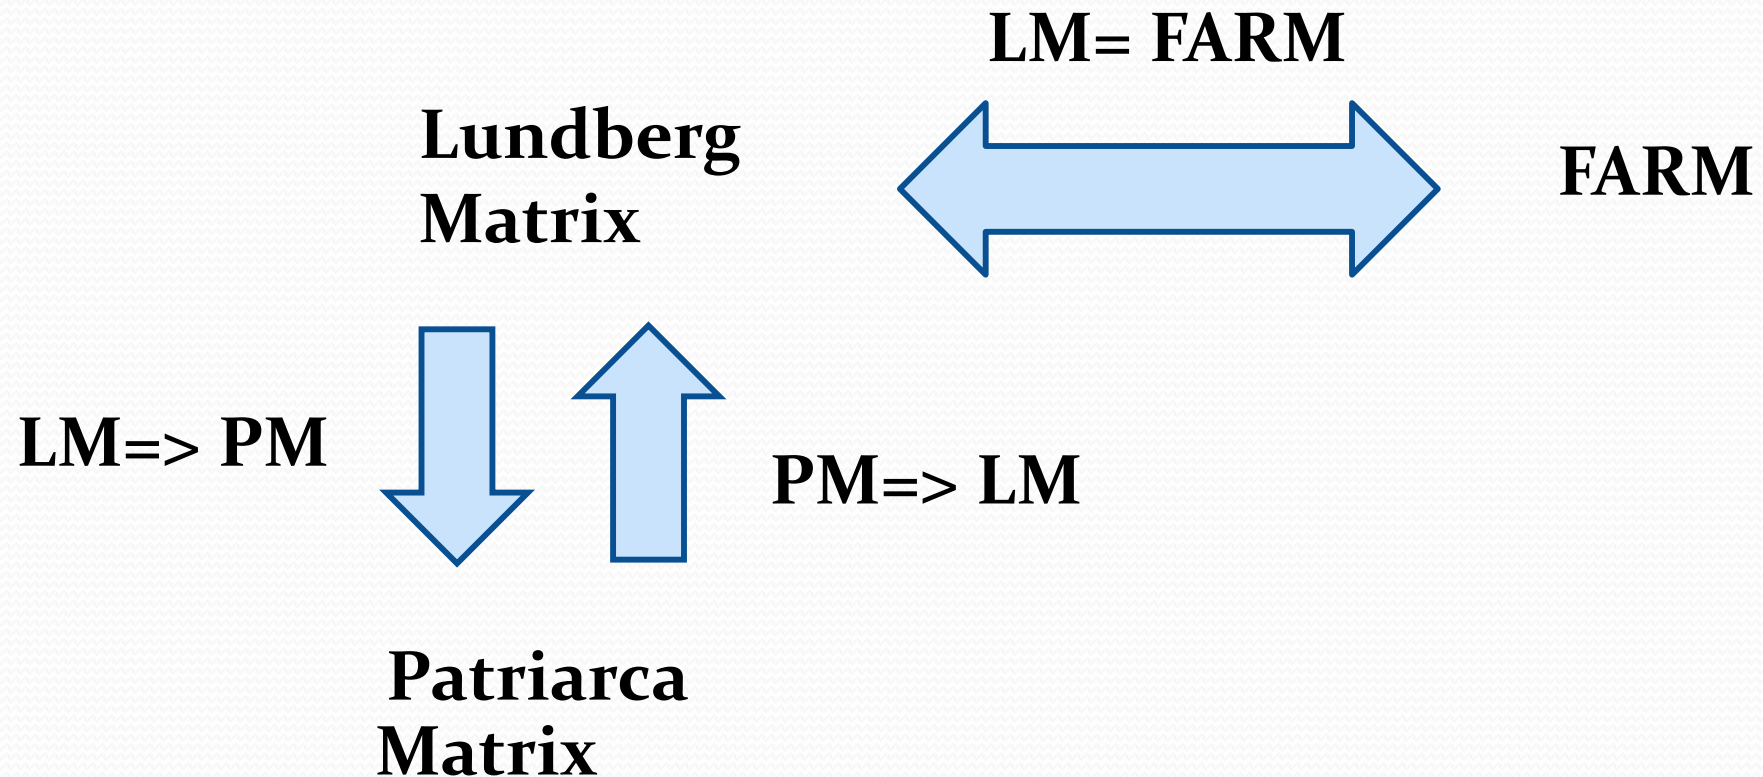 LM= FARM
Lundberg
Matrix
FARM
LM=> PM
PM=> LM
Patriarca
Matrix